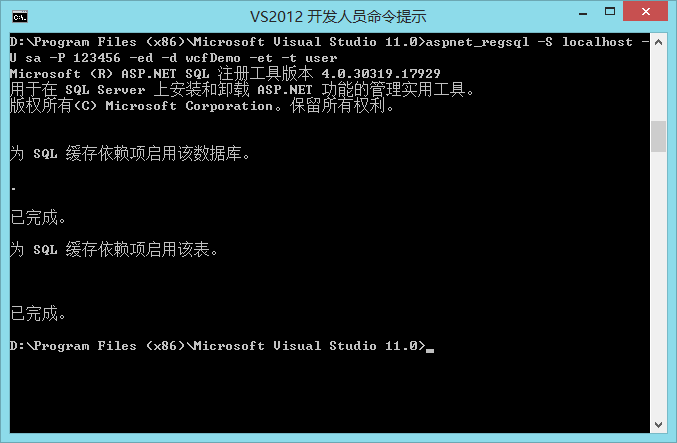 VS2012 开发人员命令提示
D:\Program Files (x86)\Microsoft Visual Studio 11.0>aspnet_regsql -S localhost -
U sa -P 123456 -ed -d wcfDemo -et -t user
Microsoft (R) ASP.NET SQL 注册工具版本 4.0.30319.17929
用于在 SQL Server 上安装和卸载 ASP.NET 功能的管理实用工具。
版权所有(C) Microsoft Corporation。保留所有权利。
为 SQL 缓存依赖项启用该数据库。
.
已完成。
为 SQL 缓存依赖项启用该表。
已完成。
D:\Program Files (x86)\Microsoft Visual Studio 11.0>